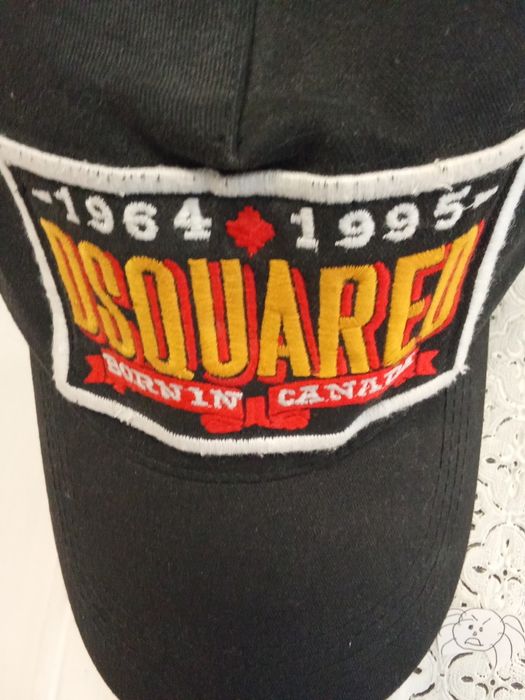 -1964 1995-
DSQUARED
BORN IN CANADA